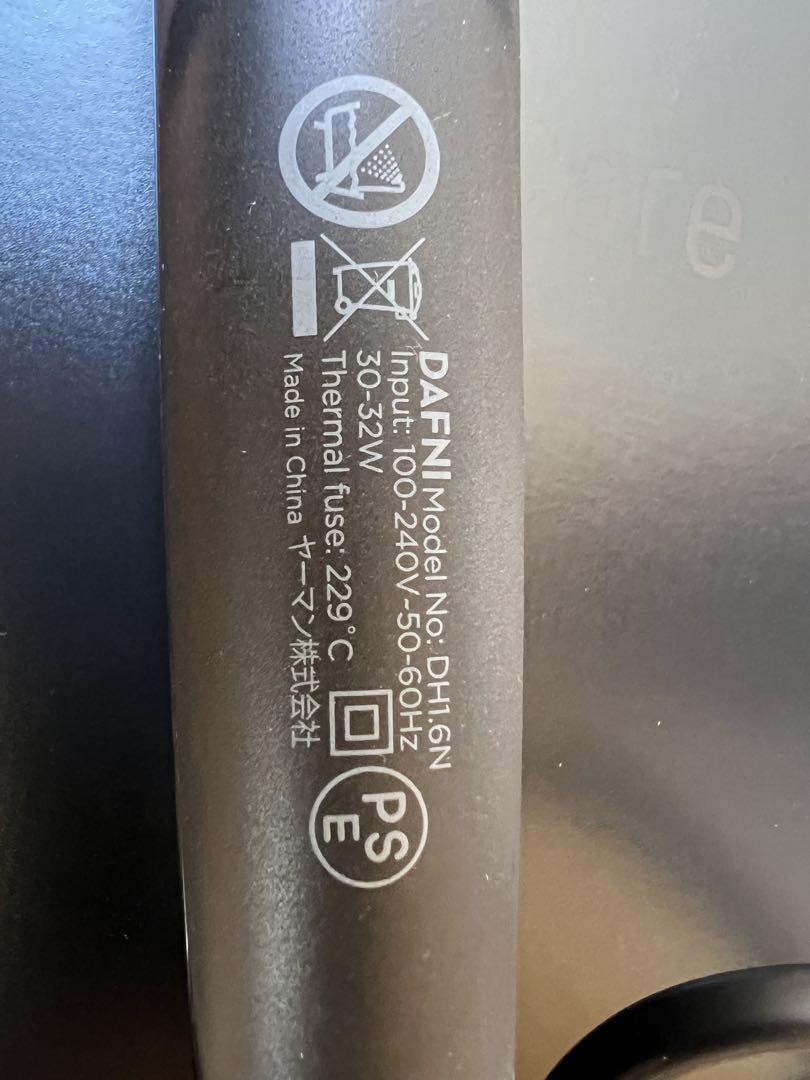 DAFNI Model No: DH1.6N
Input: 100-240V~50-60Hz
30-32W
Thermal fuse: 229°C
Made in China ヤーマン株式会社
PS
E